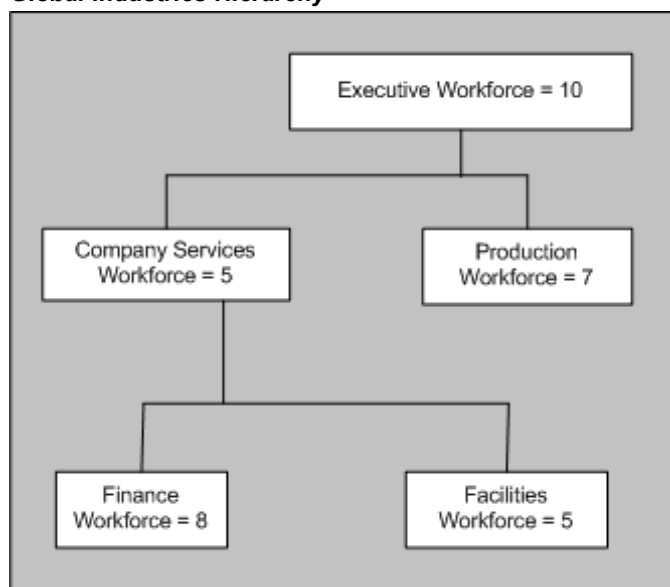 Global Industries Hierarchy
Executive Workforce = 10
Company Services
Workforce = 5
Production
Workforce = 7
Finance
Workforce = 8
Facilities
Workforce = 5